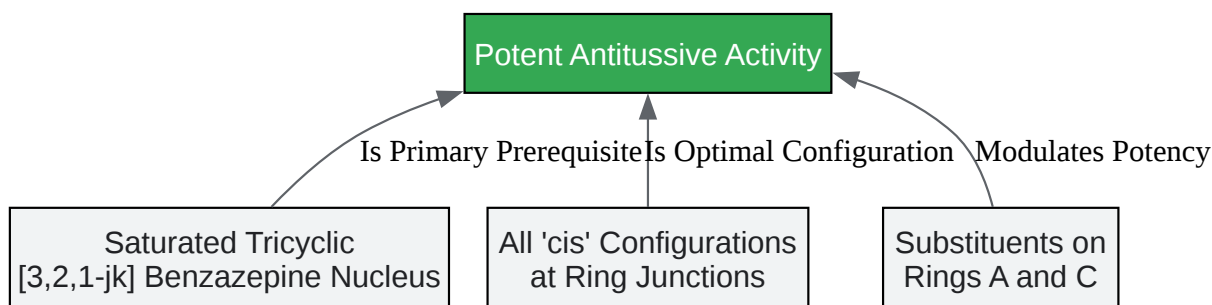 Potent Antitussive Activity
Is Primary Prerequisite
Is Optimal Configuration
Modulates Potency
Saturated Tricyclic
[3,2,1-jk] Benzazepine Nucleus
All 'cis' Configurations
at Ring Junctions
Substituents on
Rings A and C